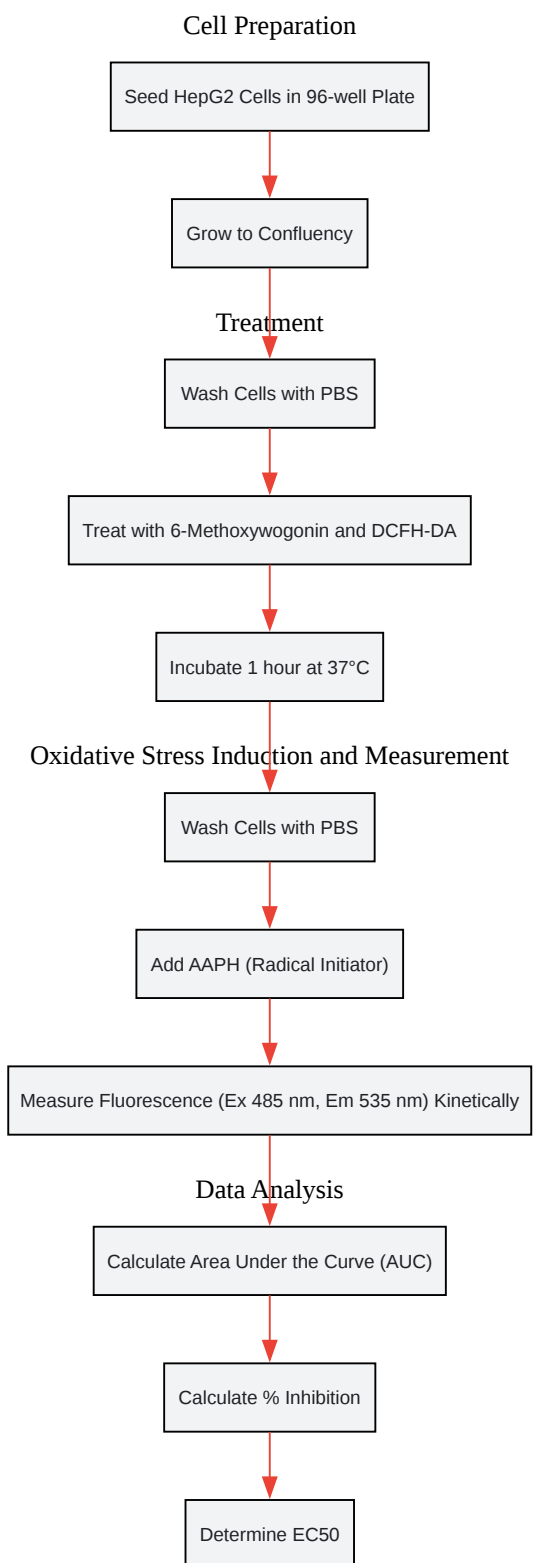 Cell Preparation
Seed HepG2 Cells in 96-well Plate
Grow to Confluency
Treatment
Wash Cells with PBS
Treat with 6-Methoxywogonin and DCFH-DA
Incubate 1 hour at 37°C
Oxidative Stress Induction and Measurement
Wash Cells with PBS
Add AAPH (Radical Initiator)
Measure Fluorescence (Ex 485 nm, Em 535 nm) Kinetically
Data Analysis
Calculate Area Under the Curve (AUC)
Calculate % Inhibition
Determine EC50